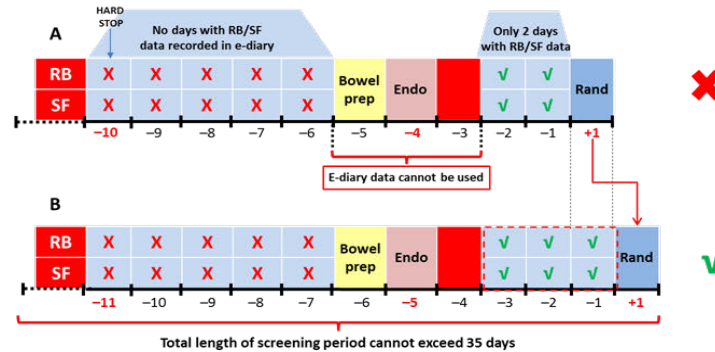 HARD
STOP
A
No days with RB/SF
data recorded in e-diary
Only 2 days
with RB/SF data
RB X X X X X Bowel prep Endo √ √ Rand
SF X X X X X √ √
–10 –9 –8 –7 –6 –5 –4 –3 –2 –1 +1
E-diary data cannot be used
B
RB X X X X X Bowel prep Endo √ √ √ Rand
SF X X X X X √ √ √
–11 –10 –9 –8 –7 –6 –5 –4 –3 –2 –1 +1
Total length of screening period cannot exceed 35 days